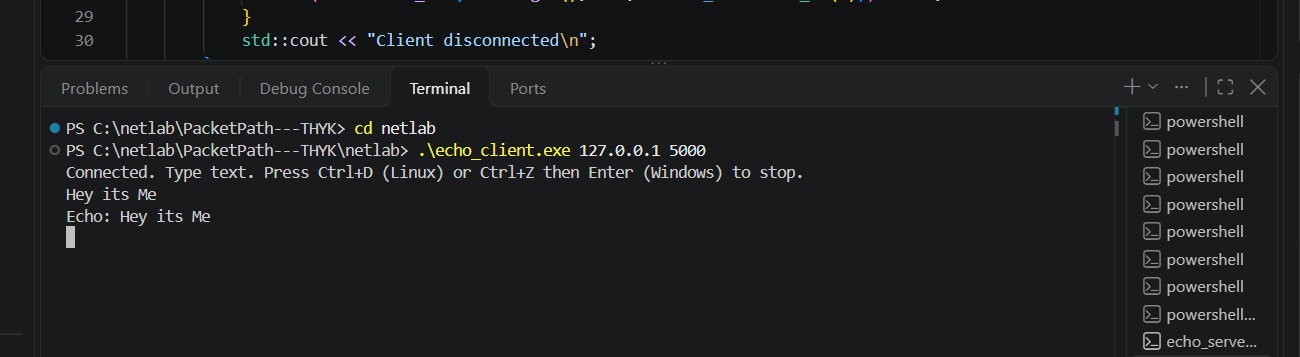 29 }
30 std::cout << "Client disconnected\n";
Problems Output Debug Console Terminal Ports
PS C:\netlab\PacketPath---THYK> cd netlab
PS C:\netlab\PacketPath---THYK\netlab> .\echo_client.exe 127.0.0.1 5000
Connected. Type text. Press Ctrl+D (Linux) or Ctrl+Z then Enter (Windows) to stop.
Hey its Me
Echo: Hey its Me
powershell
powershell
powershell
powershell
powershell
powershell
powershell
powershell...
echo_serve...